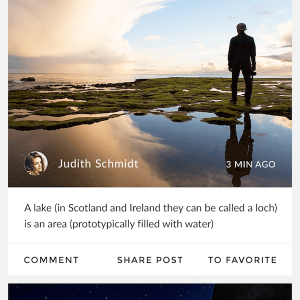 Judith Schmidt
3 MIN AGO
A lake (in Scotland and Ireland they can be called a loch)
is an area (prototypically filled with water)
COMMENT
SHARE POST
TO FAVORITE